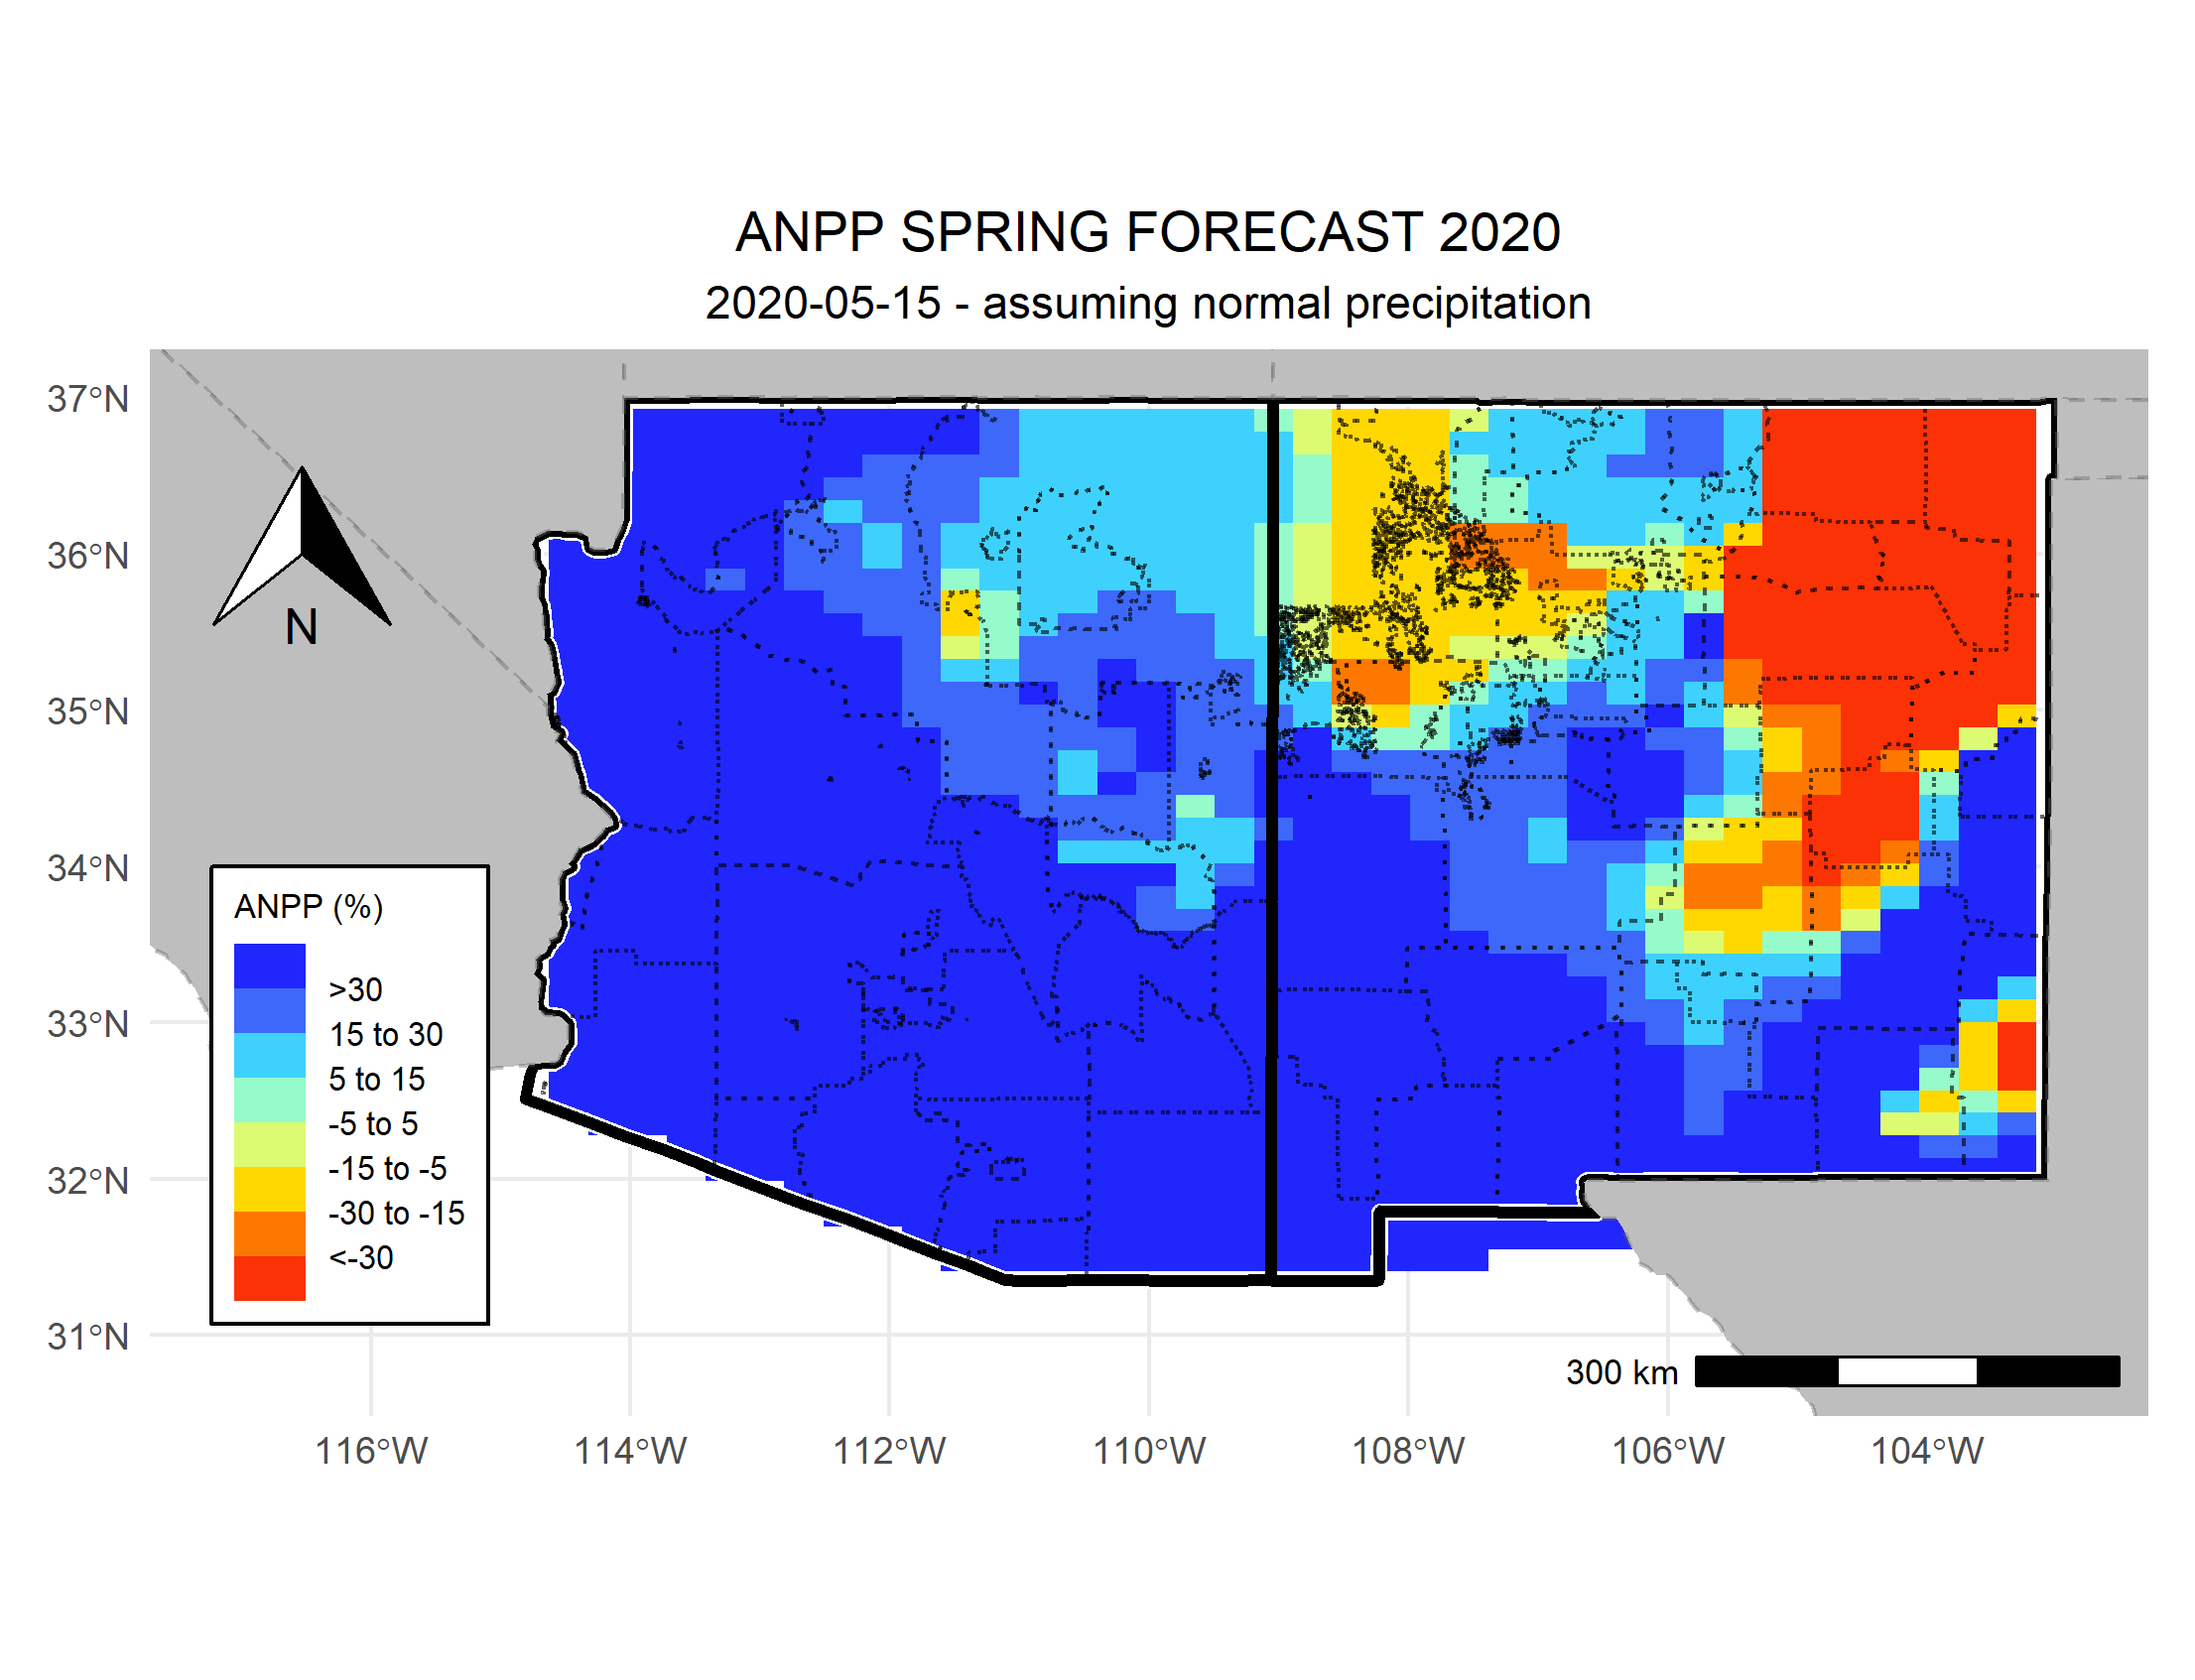 ANPP SPRING FORECAST 2020
2020-05-15 - assuming normal precipitation
37°N
36°N
35°N
34°N
33°N
32°N
31°N
N
ANPP (%)
>30
15 to 30
5 to 15
-5 to 5
-15 to -5
-30 to -15
<-30
300 km
116°W
114°W
112°W
110°W
108°W
106°W
104°W